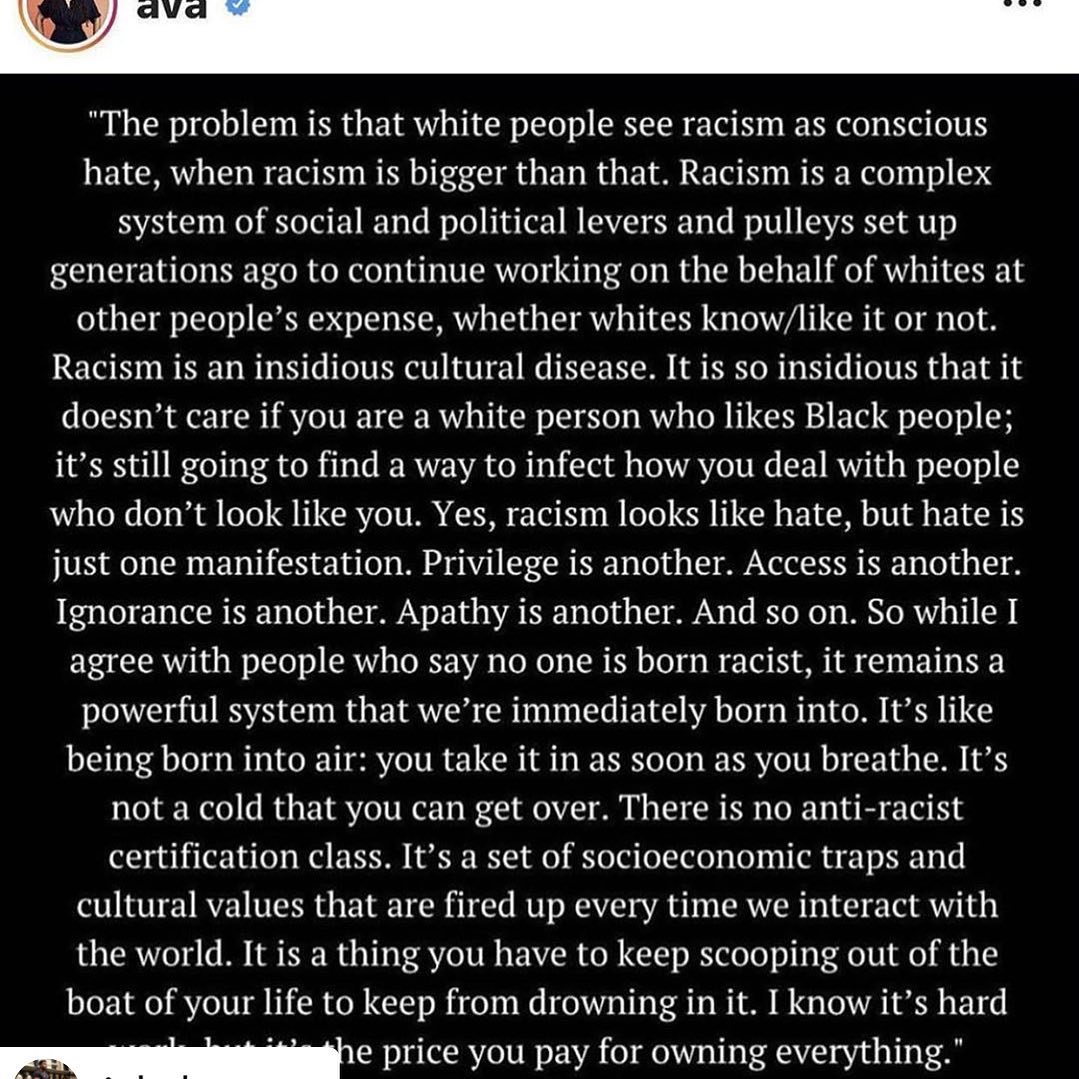 ava
"The problem is that white people see racism as conscious
hate, when racism is bigger than that. Racism is a complex
system of social and political levers and pulleys set up
generations ago to continue working on the behalf of whites at
other people’s expense, whether whites know/like it or not.
Racism is an insidious cultural disease. It is so insidious that it
doesn’t care if you are a white person who likes Black people;
it’s still going to find a way to infect how you deal with people
who don’t look like you. Yes, racism looks like hate, but hate is
just one manifestation. Privilege is another. Access is another.
Ignorance is another. Apathy is another. And so on. So while I
agree with people who say no one is born racist, it remains a
powerful system that we’re immediately born into. It’s like
being born into air: you take it in as soon as you breathe. It’s
not a cold that you can get over. There is no anti-racist
certification class. It’s a set of socioeconomic traps and
cultural values that are fired up every time we interact with
the world. It is a thing you have to keep scooping out of the
boat of your life to keep from drowning in it. I know it’s hard
work, but it’s the price you pay for owning everything."